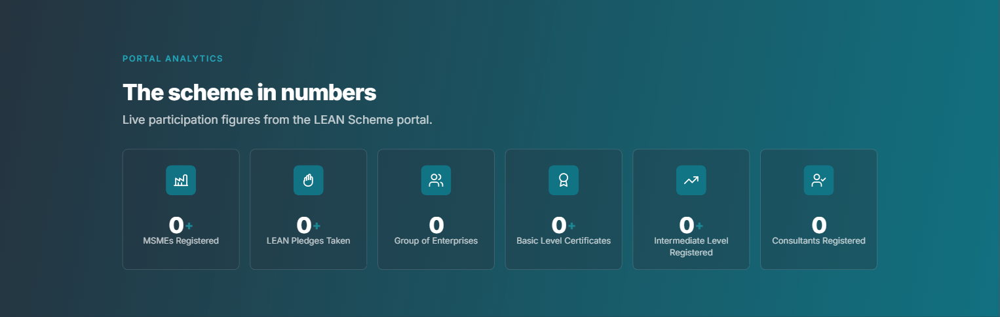 PORTAL ANALYTICS
The scheme in numbers
Live participation figures from the LEAN Scheme portal.
0+
MSMEs Registered
0+
LEAN Pledges Taken
0
Group of Enterprises
0+
Basic Level Certificates
0+
Intermediate Level
Registered
0
Consultants Registered